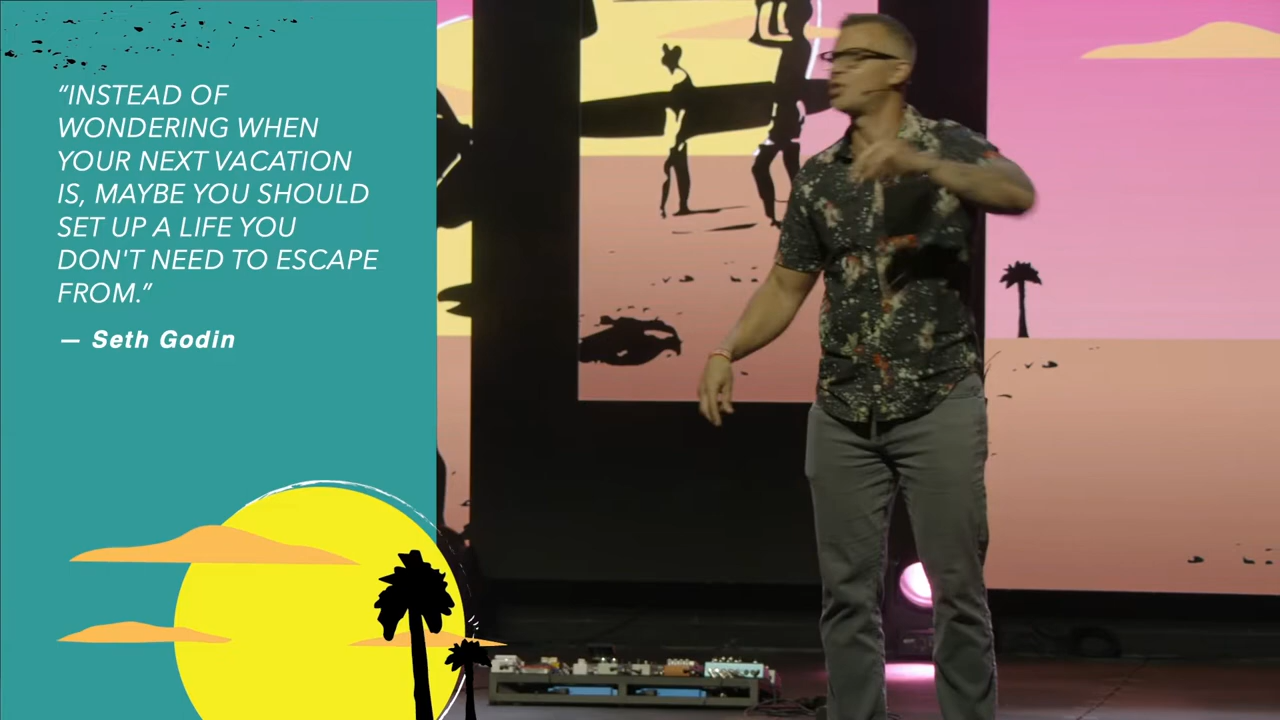 “INSTEAD OF
WONDERING WHEN
YOUR NEXT VACATION
IS, MAYBE YOU SHOULD
SET UP A LIFE YOU
DON'T NEED TO ESCAPE
FROM.”
— Seth Godin